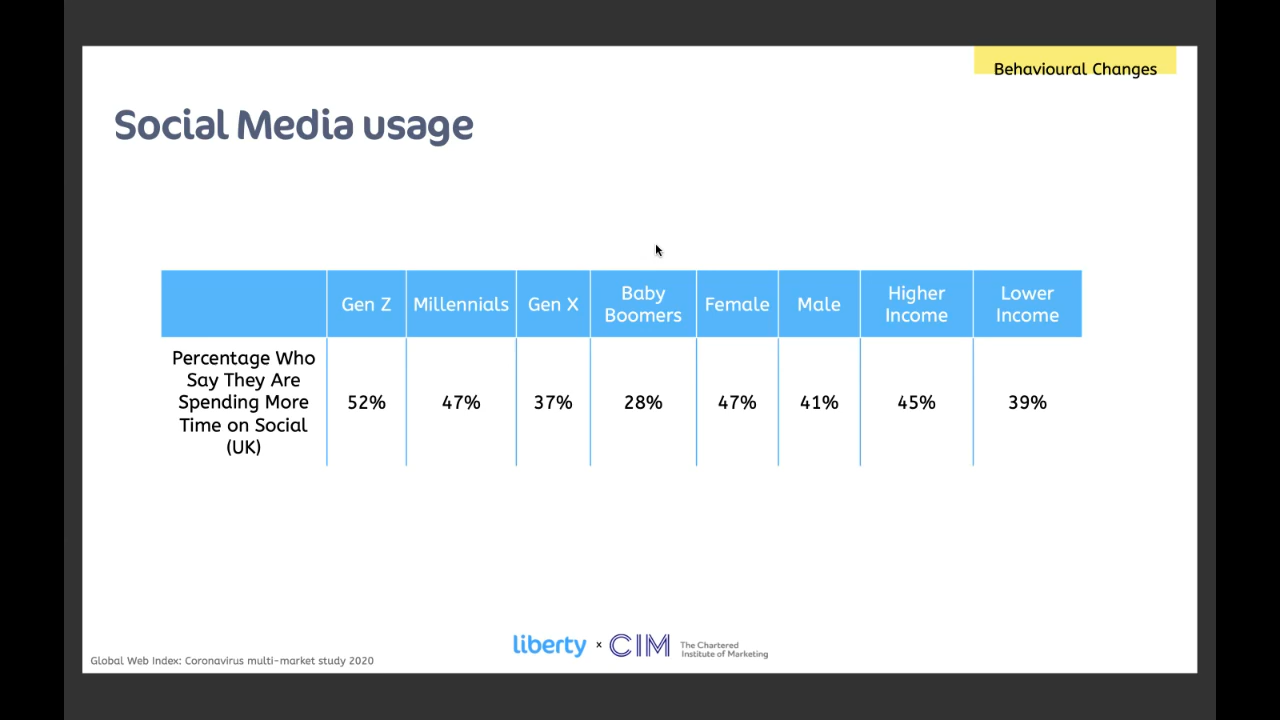 Behavioural Changes
Social Media usage
Gen Z
Millennials
Gen X
Baby
Boomers
Female
Male
Higher
Income
Lower
Income
Percentage Who
Say They Are
Spending More
Time on Social
(UK)
52%
47%
37%
28%
47%
41%
45%
39%
liberty x CIM The Chartered
Institute of Marketing
Global Web Index: Coronavirus multi-market study 2020